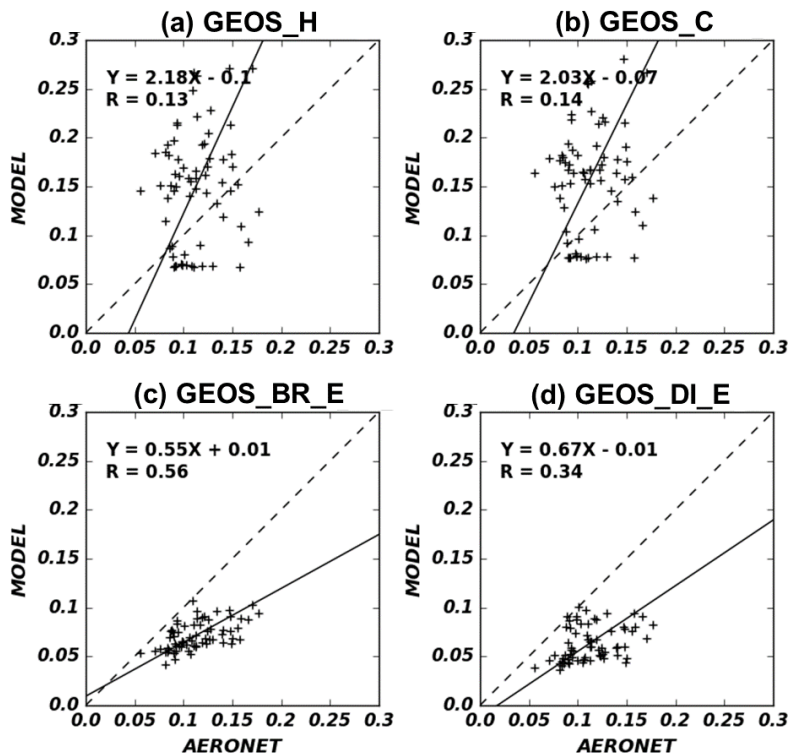 (a) GEOS_H
(b) GEOS_C
0.3
0.25
0.2
0.15
0.1
0.05
0.0
MODEL
Y = 2.18X - 0.1
R = 0.13
0.0 0.05 0.1 0.15 0.2 0.25 0.3
0.3
0.25
0.2
0.15
0.1
0.05
0.0
MODEL
Y = 2.03X - 0.07
R = 0.14
0.0 0.05 0.1 0.15 0.2 0.25 0.3
(c) GEOS_BR_E
(d) GEOS_DI_E
0.3
0.25
0.2
0.15
0.1
0.05
0.0
MODEL
Y = 0.55X + 0.01
R = 0.56
0.0 0.05 0.1 0.15 0.2 0.25 0.3
AERONET
0.3
0.25
0.2
0.15
0.1
0.05
0.0
MODEL
Y = 0.67X - 0.01
R = 0.34
0.0 0.05 0.1 0.15 0.2 0.25 0.3
AERONET